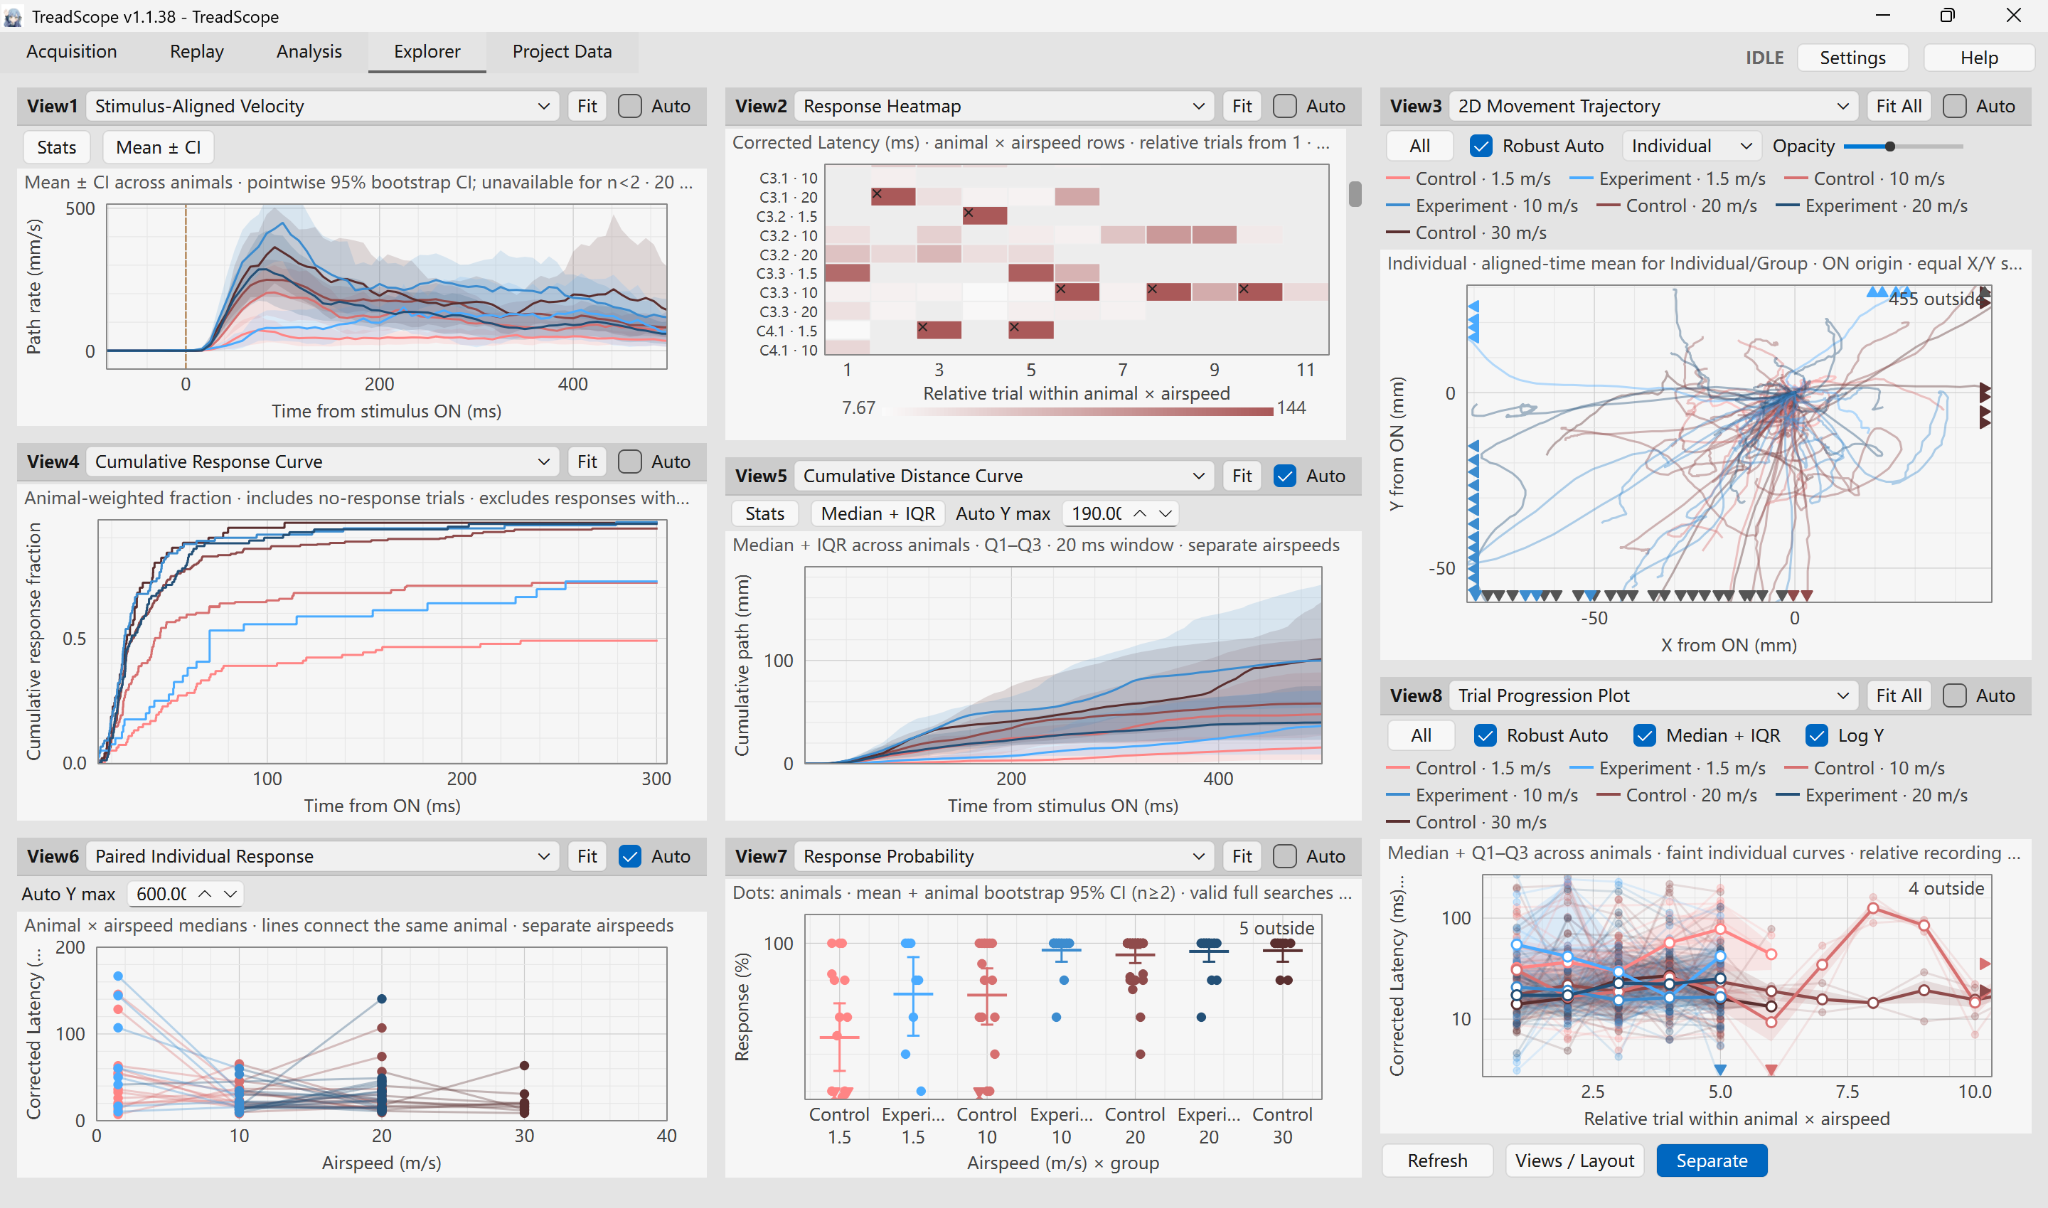 TreadScope v1.1.38 - TreadScope
Acquisition Replay Analysis Explorer Project Data IDLE Settings Help
View1 Stimulus-Aligned Velocity Fit Auto
Stats Mean ± CI
Mean ± CI across animals · pointwise 95% bootstrap CI; unavailable for n<2 · 20 ...
Path rate (mm/s)
500
0
0 200 400
Time from stimulus ON (ms)
View2 Response Heatmap Fit Auto
Corrected Latency (ms) · animal × airspeed rows · relative trials from 1 · ...
C3.1 · 10
C3.1 · 20
C3.2 · 1.5
C3.2 · 10
C3.2 · 20
C3.3 · 1.5
C3.3 · 10
C3.3 · 20
C4.1 · 1.5
C4.1 · 10
1 3 5 7 9 11
Relative trial within animal × airspeed
7.67 144
View3 2D Movement Trajectory Fit All Auto
All Robust Auto Individual Opacity
Control · 1.5 m/s Experiment · 1.5 m/s Control · 10 m/s
Experiment · 10 m/s Control · 20 m/s Experiment · 20 m/s
Control · 30 m/s
Individual · aligned-time mean for Individual/Group · ON origin · equal X/Y s...
455 outside
Y from ON (mm)
0
-50
-50 0
X from ON (mm)
View4 Cumulative Response Curve Fit Auto
Animal-weighted fraction · includes no-response trials · excludes responses with...
Cumulative response fraction
0.5
0.0
100 200 300
Time from ON (ms)
View5 Cumulative Distance Curve Fit Auto
Stats Median + IQR Auto Y max 190.00
Median + IQR across animals · Q1–Q3 · 20 ms window · separate airspeeds
Cumulative path (mm)
100
0
200 400
Time from stimulus ON (ms)
View6 Paired Individual Response Fit Auto
Auto Y max 600.00
Animal × airspeed medians · lines connect the same animal · separate airspeeds
Corrected Latency (...
200
100
0
0 10 20 30 40
Airspeed (m/s)
View7 Response Probability Fit Auto
Dots: animals · mean + animal bootstrap 95% CI (n≥2) · valid full searches ...
5 outside
Response (%)
100
Control Experi... Control Experi... Control Experi... Control
1.5 1.5 10 10 20 20 30
Airspeed (m/s) × group
View8 Trial Progression Plot Fit All Auto
All Robust Auto Median + IQR Log Y
Control · 1.5 m/s Experiment · 1.5 m/s Control · 10 m/s
Experiment · 10 m/s Control · 20 m/s Experiment · 20 m/s
Control · 30 m/s
Median + Q1–Q3 across animals · faint individual curves · relative recording ...
4 outside
Corrected Latency (ms)...
100
10
2.5 5.0 7.5 10.0
Relative trial within animal × airspeed
Refresh Views / Layout Separate